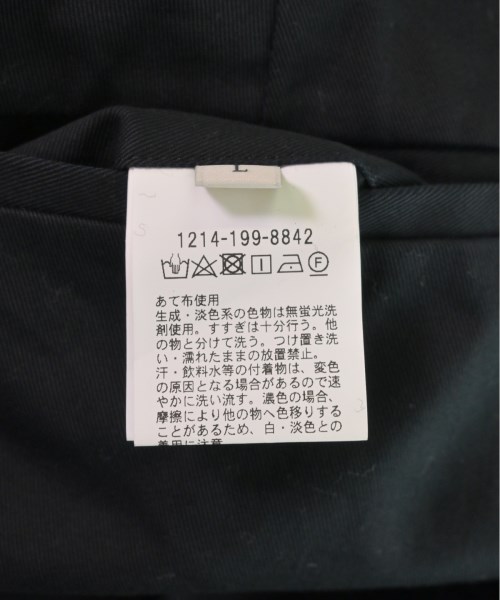 L
1214-199-8842
あて布使用
生成・淡色系の色物は無蛍光洗
剤使用。すすぎは十分行う。他
の物と分けて洗う。つけ置き洗
い・濡れたままの放置禁止。
汗・飲料水等の付着物は、変色
の原因となる場合があるので速
やかに洗い流す。濃色の場合、
摩擦により他の物へ色移りする
ことがあるため、白・淡色との
着用に注意